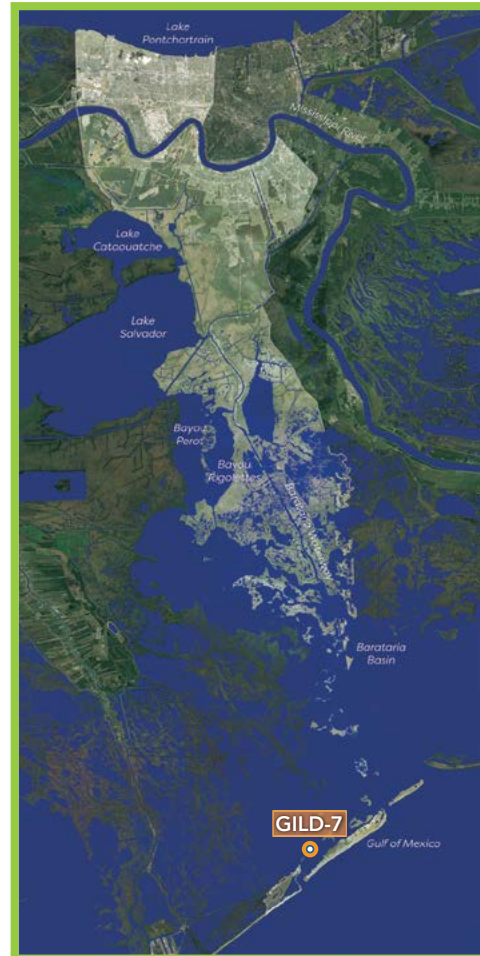 Lake
Pontchartrain
Mississippi River
Lake
Cataouatche
Lake
Salvador
Bayou
Perot
Bayou
Rigolettes
Barataria Waterway
Barataria
Basin
GILD-7
Gulf of Mexico